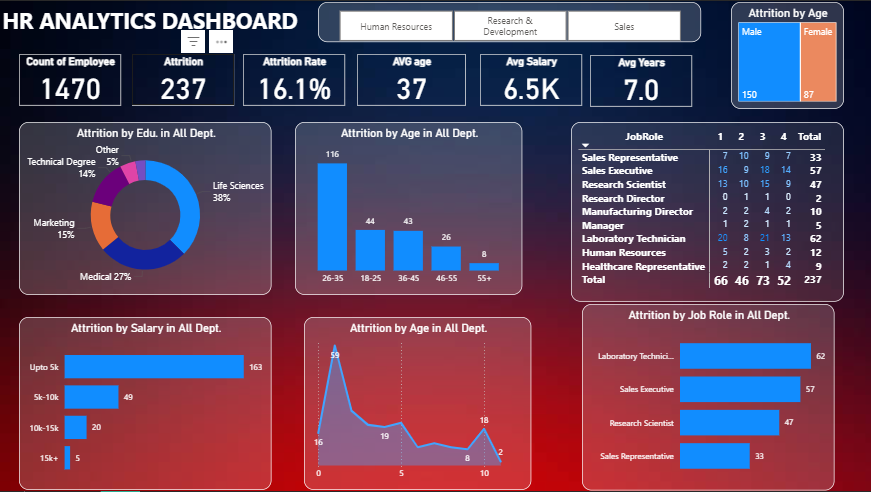 HR ANALYTICS DASHBOARD
Human Resources
Research &
Development
Sales
Count of Employee
1470
Attrition
237
Attrition Rate
16.1%
AVG age
37
Avg Salary
6.5K
Avg Years
7.0
Attrition by Age
Male
Female
150
87
Attrition by Edu. in All Dept.
Other
5%
Technical Degree
14%
Life Sciences
38%
Marketing
15%
Medical 27%
Attrition by Age in All Dept.
116
44
43
26
8
26-35 18-25 36-45 46-55 55+
JobRole 1 2 3 4 Total
Sales Representative 7 10 9 7 33
Sales Executive 16 9 18 14 57
Research Scientist 13 10 15 9 47
Research Director 0 1 1 0 2
Manufacturing Director 2 2 4 2 10
Manager 1 2 1 1 5
Laboratory Technician 20 8 21 13 62
Human Resources 5 2 3 2 12
Healthcare Representative 2 2 1 4 9
Total 66 46 73 52 237
Attrition by Salary in All Dept.
Upto 5k 163
5k-10k 49
10k-15k 20
15k+ 5
Attrition by Age in All Dept.
59
16
19
18
8
2
0 5 10
Attrition by Job Role in All Dept.
Laboratory Technici... 62
Sales Executive 57
Research Scientist 47
Sales Representative 33